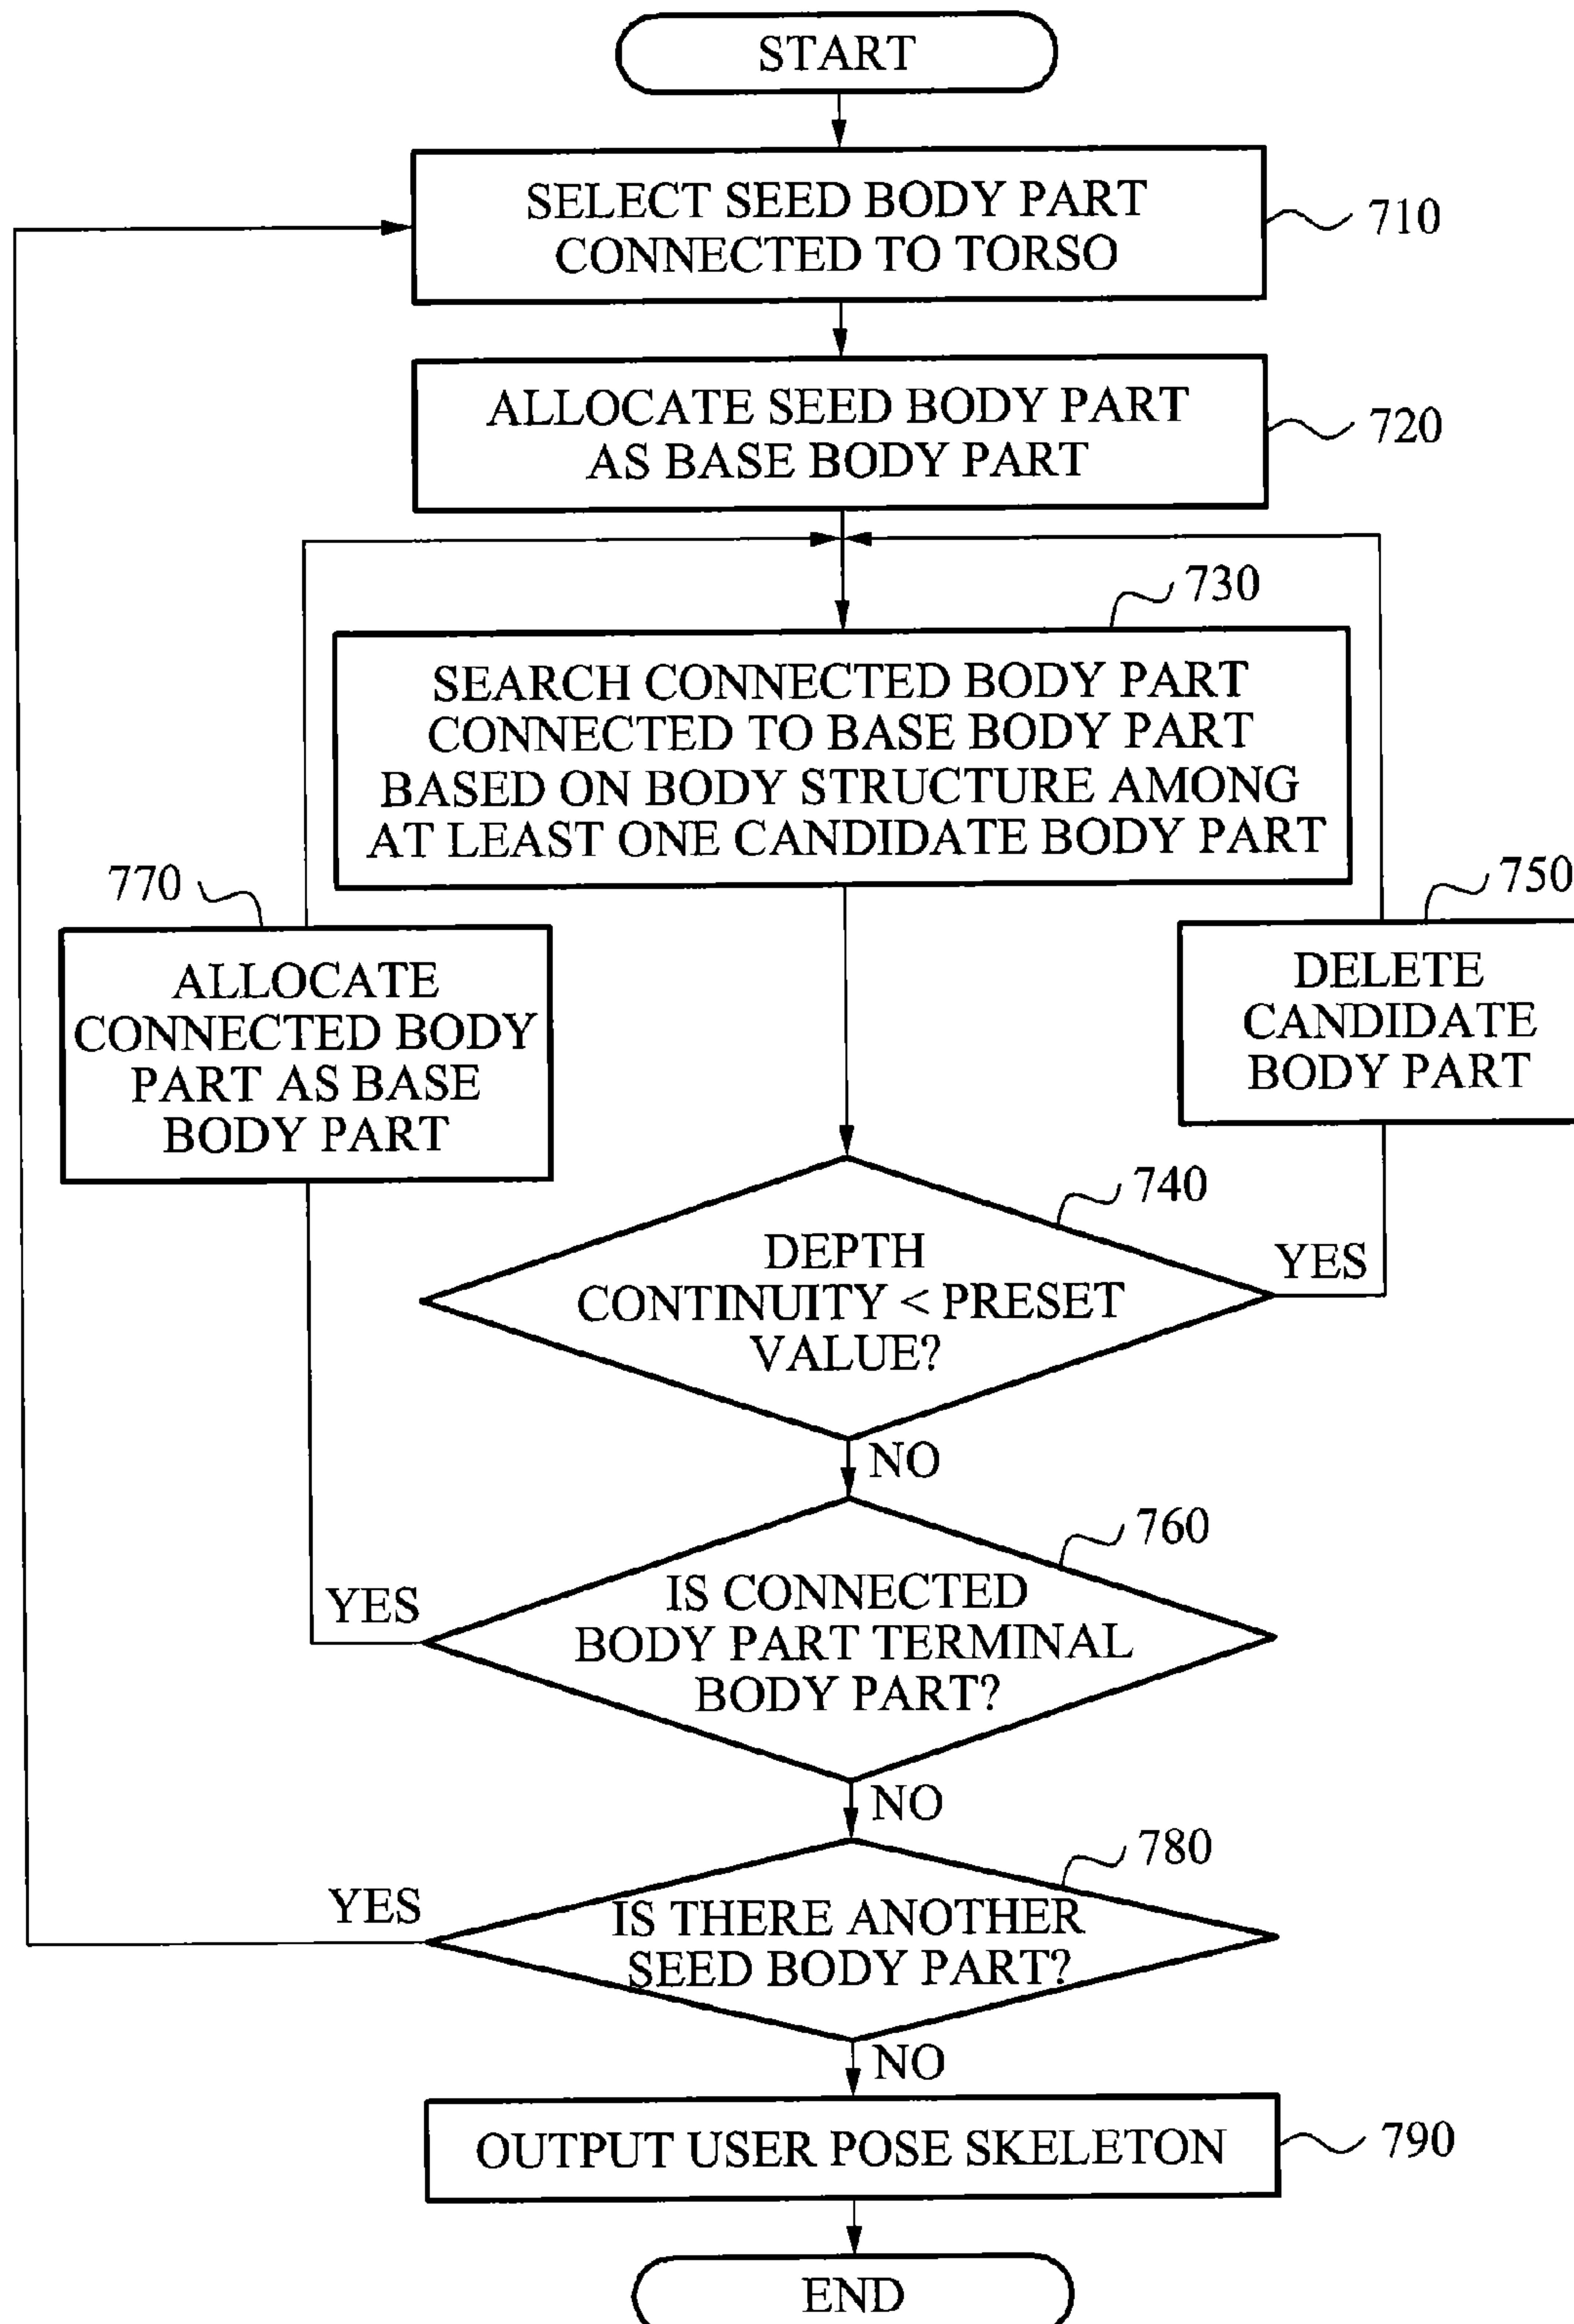 START
SELECT SEED BODY PART
CONNECTED TO TORSO
710
ALLOCATE SEED BODY PART
AS BASE BODY PART
720
730
SEARCH CONNECTED BODY PART
CONNECTED TO BASE BODY PART
BASED ON BODY STRUCTURE AMONG
AT LEAST ONE CANDIDATE BODY PART
770
ALLOCATE
CONNECTED BODY
PART AS BASE
BODY PART
750
DELETE
CANDIDATE
BODY PART
740
DEPTH
CONTINUITY < PRESET
VALUE?
YES
NO
760
IS CONNECTED
BODY PART TERMINAL
BODY PART?
YES
NO
780
IS THERE ANOTHER
SEED BODY PART?
YES
NO
OUTPUT USER POSE SKELETON
790
END